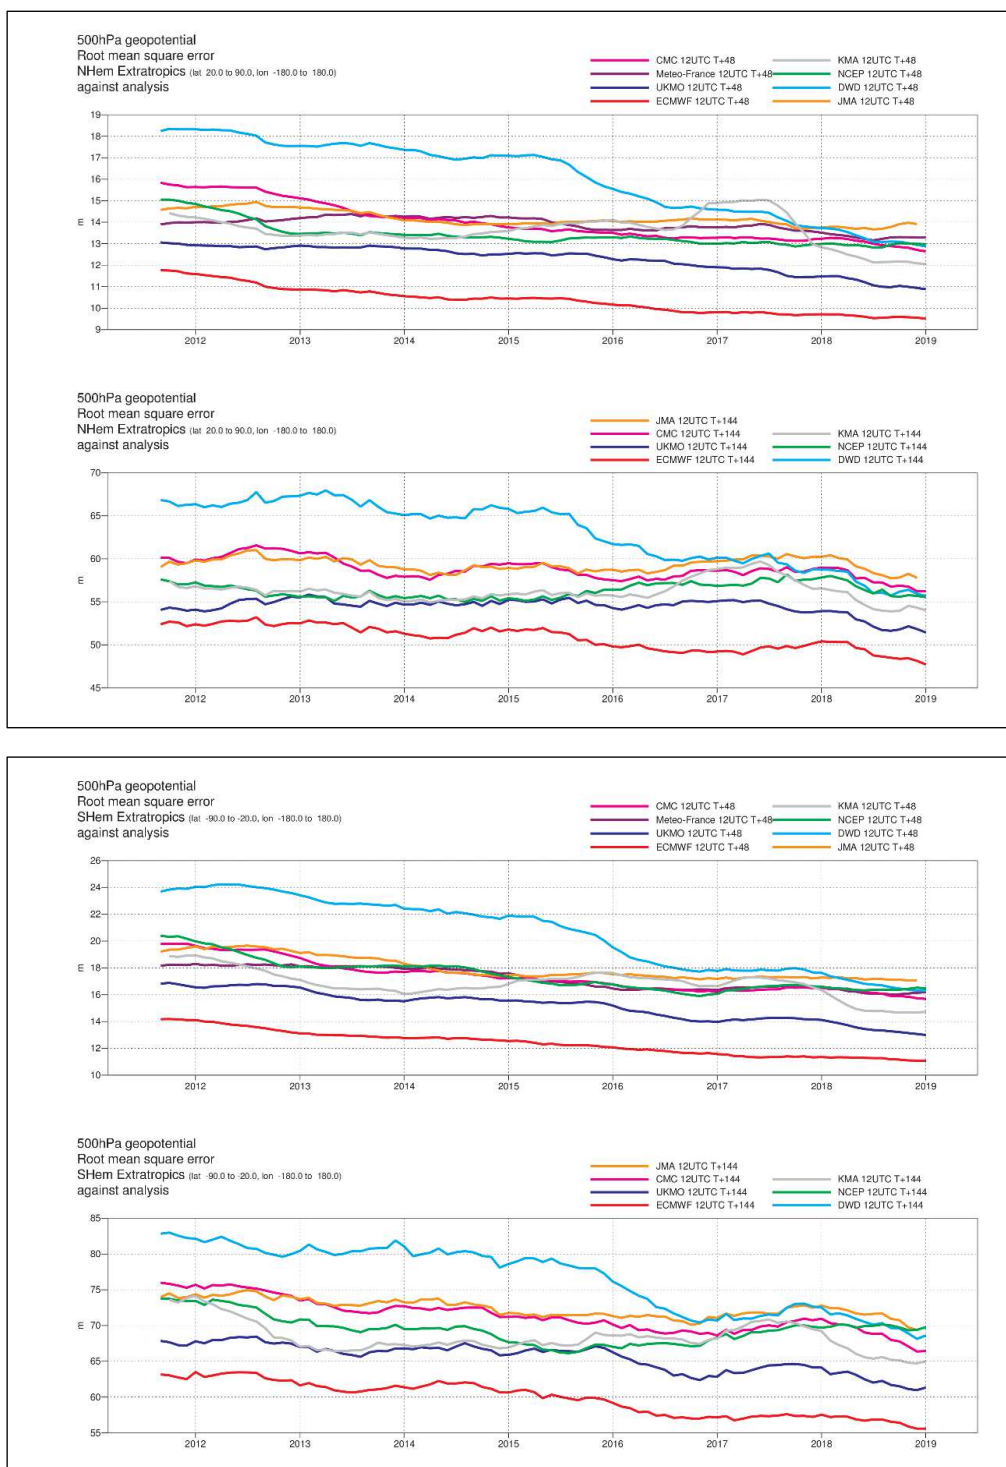 500hPa geopotential
Root mean square error
NHem Extratropics (lat 20.0 to 90.0, lon -180.0 to 180.0)
against analysis
CMC 12UTC T+48
KMA 12UTC T+48
Meteo-France 12UTC T+48
NCEP 12UTC T+48
UKMO 12UTC T+48
DWD 12UTC T+48
ECMWF 12UTC T+48
JMA 12UTC T+48
19
18
17
16
15
14
13
12
11
10
9
m
2012 2013 2014 2015 2016 2017 2018 2019
500hPa geopotential
Root mean square error
NHem Extratropics (lat 20.0 to 90.0, lon -180.0 to 180.0)
against analysis
JMA 12UTC T+144
CMC 12UTC T+144
KMA 12UTC T+144
UKMO 12UTC T+144
NCEP 12UTC T+144
ECMWF 12UTC T+144
DWD 12UTC T+144
70
65
60
55
50
45
m
2012 2013 2014 2015 2016 2017 2018 2019
500hPa geopotential
Root mean square error
SHem Extratropics (lat -90.0 to -20.0, lon -180.0 to 180.0)
against analysis
CMC 12UTC T+48
KMA 12UTC T+48
Meteo-France 12UTC T+48
NCEP 12UTC T+48
UKMO 12UTC T+48
DWD 12UTC T+48
ECMWF 12UTC T+48
JMA 12UTC T+48
26
24
22
20
18
16
14
12
10
m
2012 2013 2014 2015 2016 2017 2018 2019
500hPa geopotential
Root mean square error
SHem Extratropics (lat -90.0 to -20.0, lon -180.0 to 180.0)
against analysis
JMA 12UTC T+144
CMC 12UTC T+144
KMA 12UTC T+144
UKMO 12UTC T+144
NCEP 12UTC T+144
ECMWF 12UTC T+144
DWD 12UTC T+144
85
80
75
70
65
60
55
m
2012 2013 2014 2015 2016 2017 2018 2019